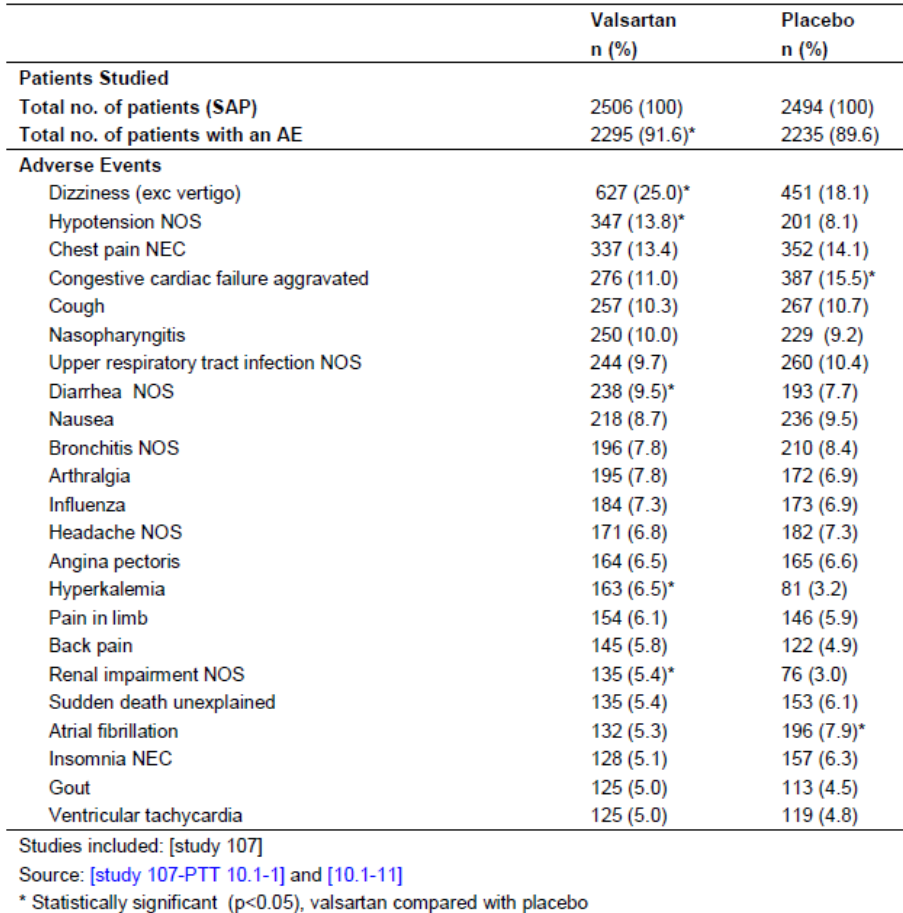 Valsartan Placebo
n (%) n (%)
Patients Studied
Total no. of patients (SAP) 2506 (100) 2494 (100)
Total no. of patients with an AE 2295 (91.6)* 2235 (89.6)
Adverse Events
Dizziness (exc vertigo) 627 (25.0)* 451 (18.1)
Hypotension NOS 347 (13.8)* 201 (8.1)
Chest pain NEC 337 (13.4) 352 (14.1)
Congestive cardiac failure aggravated 276 (11.0) 387 (15.5)*
Cough 257 (10.3) 267 (10.7)
Nasopharyngitis 250 (10.0) 229 (9.2)
Upper respiratory tract infection NOS 244 (9.7) 260 (10.4)
Diarrhea NOS 238 (9.5)* 193 (7.7)
Nausea 218 (8.7) 236 (9.5)
Bronchitis NOS 196 (7.8) 210 (8.4)
Arthralgia 195 (7.8) 172 (6.9)
Influenza 184 (7.3) 173 (6.9)
Headache NOS 171 (6.8) 182 (7.3)
Angina pectoris 164 (6.5) 165 (6.6)
Hyperkalemia 163 (6.5)* 81 (3.2)
Pain in limb 154 (6.1) 146 (5.9)
Back pain 145 (5.8) 122 (4.9)
Renal impairment NOS 135 (5.4)* 76 (3.0)
Sudden death unexplained 135 (5.4) 153 (6.1)
Atrial fibrillation 132 (5.3) 196 (7.9)*
Insomnia NEC 128 (5.1) 157 (6.3)
Gout 125 (5.0) 113 (4.5)
Ventricular tachycardia 125 (5.0) 119 (4.8)
Studies included: [study 107]
Source: [study 107-PTT 10.1-1] and [10.1-11]
* Statistically significant (p<0.05), valsartan compared with placebo